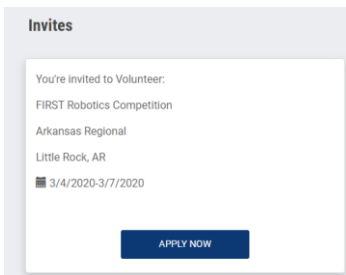 Invites
You're invited to Volunteer:
FIRST Robotics Competition
Arkansas Regional
Little Rock, AR
3/4/2020-3/7/2020
APPLY NOW